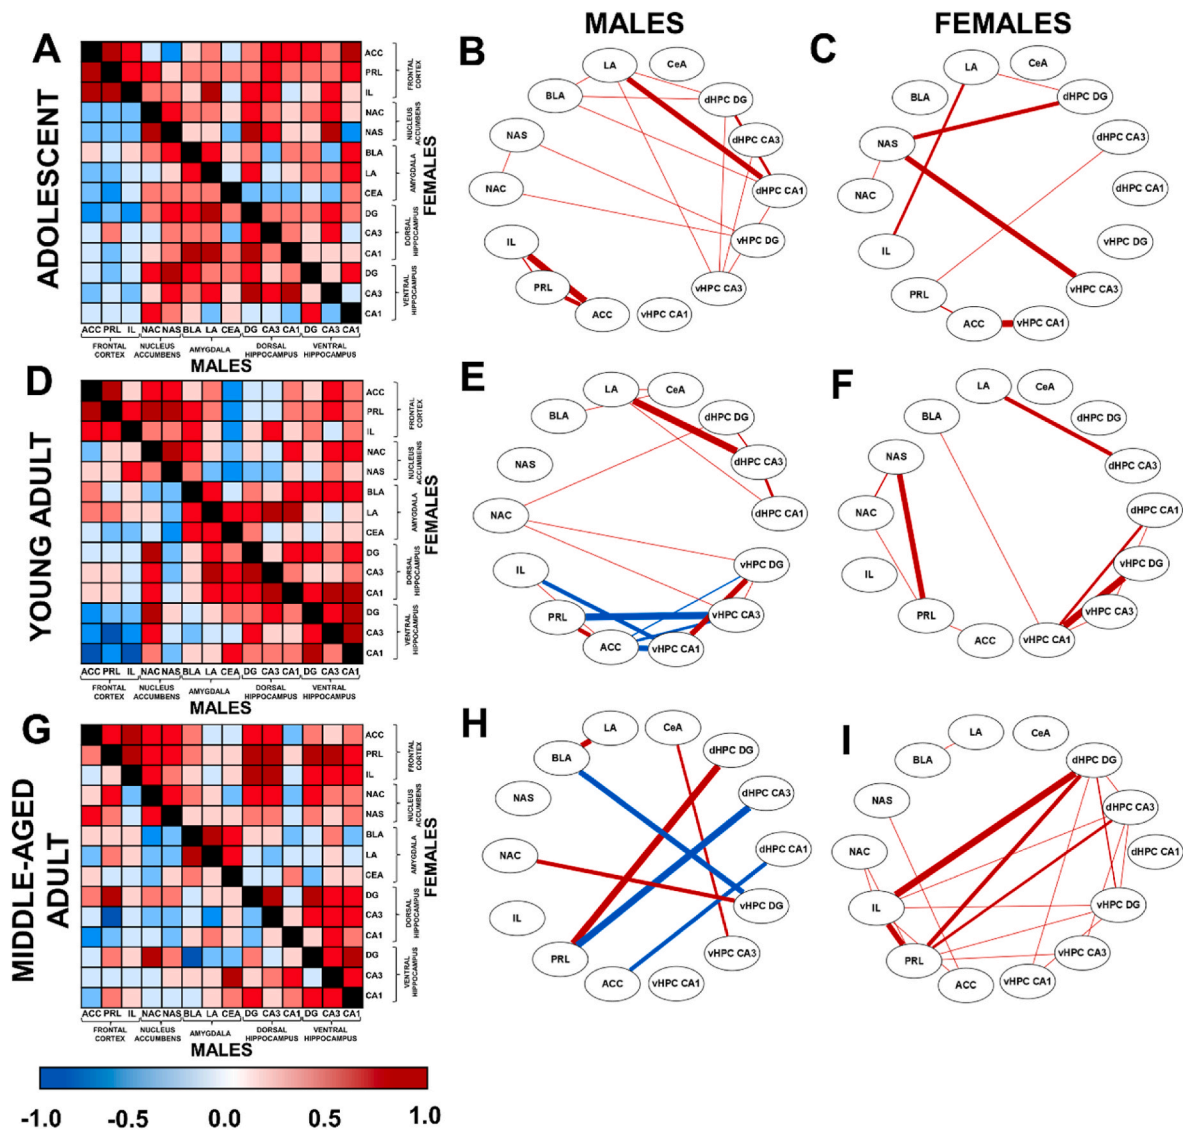 MALES
FEMALES
A
ADOLESCENT
ACC
PRL
IL
NAC
NAS
BLA
LA
CEA
DG
CA3
CA1
DG
CA3
CA1
FRONTAL
CORTEX
NUCLEUS
ACCUMBENS
AMYGDALA
DORSAL
HIPPOCAMPUS
VENTRAL
HIPPOCAMPUS
FEMALES
ACC PRL IL NAC NAS BLA LA CEA DG CA3 CA1 DG CA3 CA1
FRONTAL
CORTEX
NUCLEUS
ACCUMBENS
AMYGDALA
DORSAL
HIPPOCAMPUS
VENTRAL
HIPPOCAMPUS
MALES
B
LA
CeA
BLA
dHPC DG
NAS
dHPC CA3
NAC
dHPC CA1
IL
vHPC DG
PRL
vHPC CA3
ACC
vHPC CA1
C
LA
CeA
BLA
dHPC DG
NAS
dHPC CA3
NAC
dHPC CA1
IL
vHPC DG
PRL
vHPC CA3
ACC
vHPC CA1
D
YOUNG ADULT
ACC
PRL
IL
NAC
NAS
BLA
LA
CEA
DG
CA3
CA1
DG
CA3
CA1
FRONTAL
CORTEX
NUCLEUS
ACCUMBENS
AMYGDALA
DORSAL
HIPPOCAMPUS
VENTRAL
HIPPOCAMPUS
FEMALES
ACC PRL IL NAC NAS BLA LA CEA DG CA3 CA1 DG CA3 CA1
FRONTAL
CORTEX
NUCLEUS
ACCUMBENS
AMYGDALA
DORSAL
HIPPOCAMPUS
VENTRAL
HIPPOCAMPUS
MALES
E
LA
CeA
BLA
dHPC DG
NAS
dHPC CA3
NAC
dHPC CA1
IL
vHPC DG
PRL
vHPC CA3
ACC
vHPC CA1
F
LA
CeA
BLA
dHPC DG
NAS
dHPC CA3
NAC
dHPC CA1
IL
vHPC DG
PRL
vHPC CA3
ACC
vHPC CA1
G
MIDDLE-AGED
ADULT
ACC
PRL
IL
NAC
NAS
BLA
LA
CEA
DG
CA3
CA1
DG
CA3
CA1
FRONTAL
CORTEX
NUCLEUS
ACCUMBENS
AMYGDALA
DORSAL
HIPPOCAMPUS
VENTRAL
HIPPOCAMPUS
FEMALES
ACC PRL IL NAC NAS BLA LA CEA DG CA3 CA1 DG CA3 CA1
FRONTAL
CORTEX
NUCLEUS
ACCUMBENS
AMYGDALA
DORSAL
HIPPOCAMPUS
VENTRAL
HIPPOCAMPUS
MALES
H
LA
CeA
BLA
dHPC DG
NAS
dHPC CA3
NAC
dHPC CA1
IL
vHPC DG
PRL
vHPC CA3
ACC
vHPC CA1
I
LA
CeA
BLA
dHPC DG
NAS
dHPC CA3
NAC
dHPC CA1
IL
vHPC DG
PRL
vHPC CA3
ACC
vHPC CA1
-1.0 -0.5 0.0 0.5 1.0